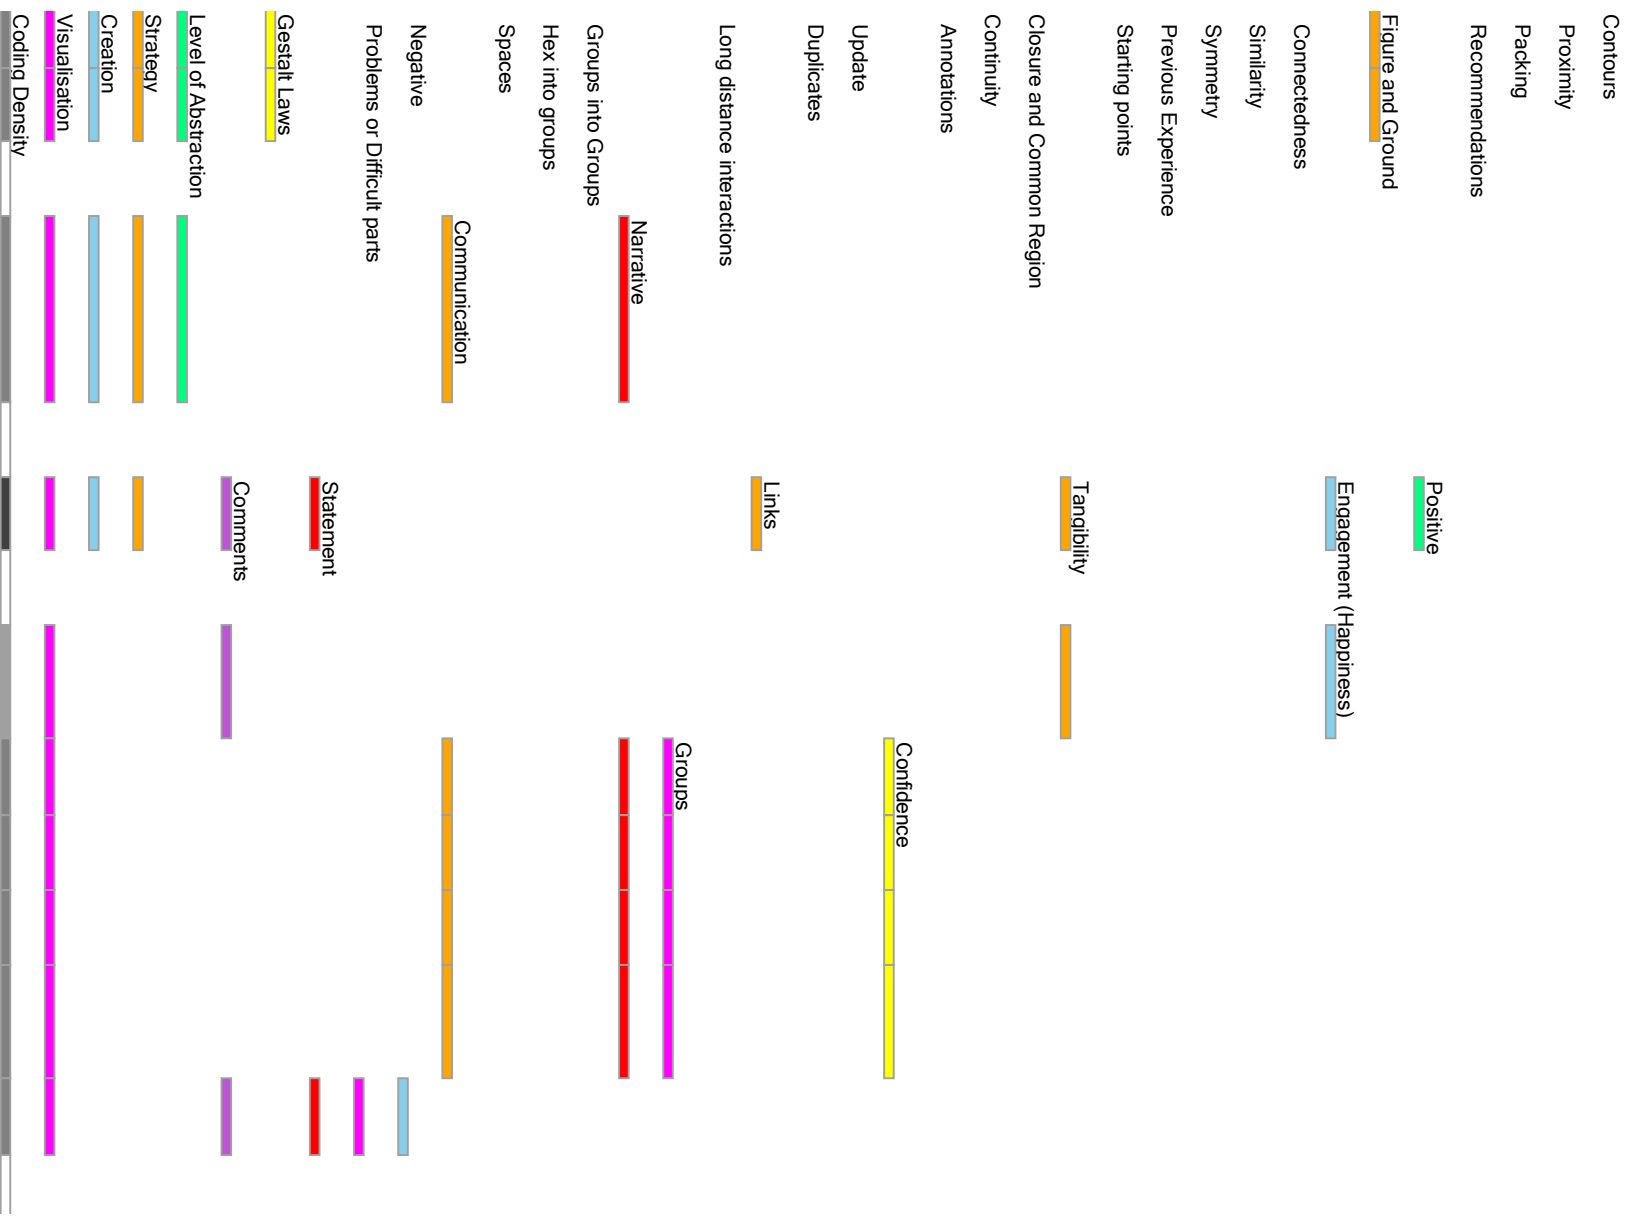 Coding Density
Visualisation
Creation
Strategy
Level of Abstraction
Comments
Gestalt Laws
Statement
Problems or Difficult parts
Negative
Communication
Spaces
Hex into groups
Groups into Groups
Narrative
Groups
Long distance interactions
Links
Duplicates
Update
Confidence
Annotations
Continuity
Closure and Common Region
Tangibility
Starting points
Previous Experience
Symmetry
Similarity
Connectedness
Engagement (Happiness)
Figure and Ground
Positive
Recommendations
Packing
Proximity
Contours